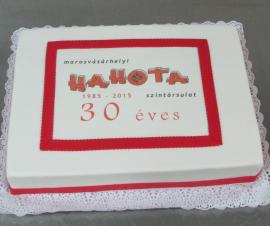 marosvásárhelyi
HAHOTA
1985 - 2015 színtársulat
30 éves